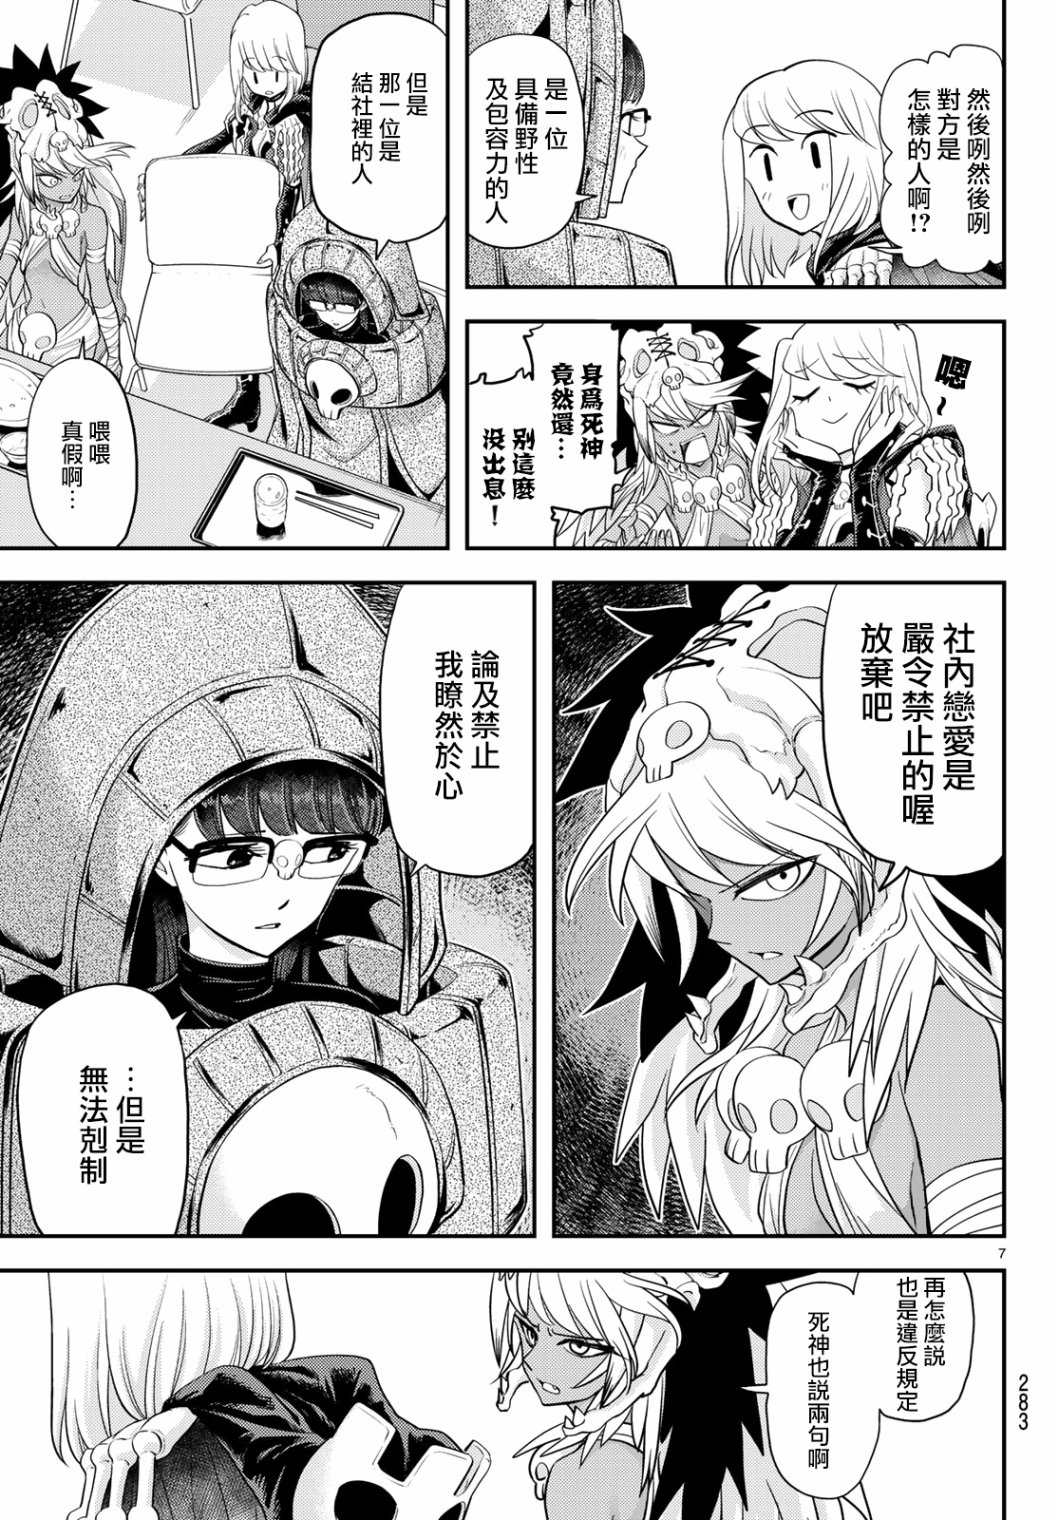 然後咧然後咧
對方是
怎樣的人啊!?
是一位
具備野性
及包容力的人
嗯~
身爲死神
竟然還…
別這麼
没出息！
但是
那一位是
結社裡的人
喂喂
真假啊…
社內戀愛是
嚴令禁止的喔
放棄吧
論及禁止
我瞭然於心
…但是
無法剋制
7
再怎麼說
也是違反規定
死神也説兩句啊
283